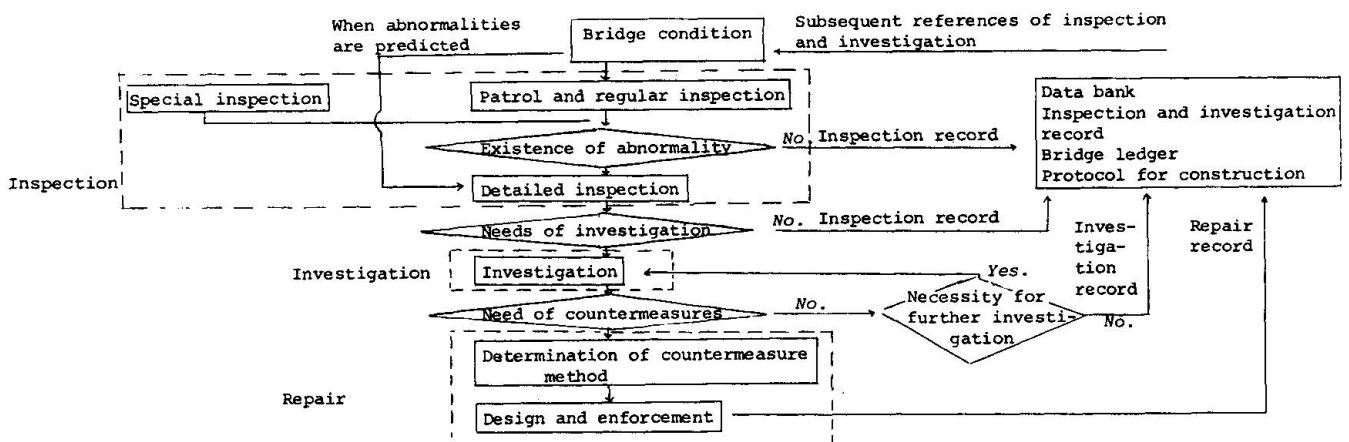 When abnormalities
are predicted
Bridge condition
Subsequent references of inspection
and investigation
Special inspection
Patrol and regular inspection
Data bank
Inspection and investigation
record
Bridge ledger
Protocol for construction
Existence of abnormality
No. Inspection record
Inspection
Detailed inspection
Needs of investigation
No. Inspection record
Inves-
tiga-
tion
record
Repair
record
Investigation
Investigation
Yes.
Need of countermeasures
No.
Necessity for
further investi-
gation
No.
Determination of countermeasure
method
Repair
Design and enforcement